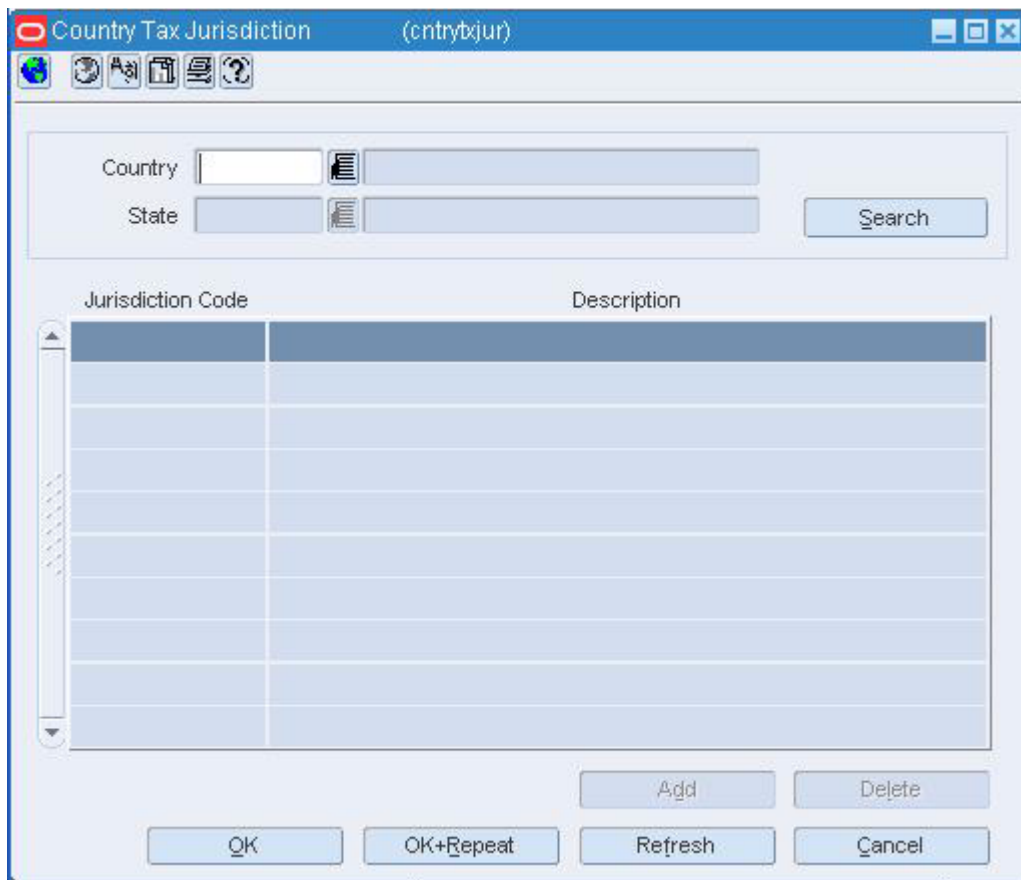 Country Tax Jurisdiction (cntrytxjur)
Country
State
Search
Jurisdiction Code Description
Add Delete
OK OK+Repeat Refresh Cancel